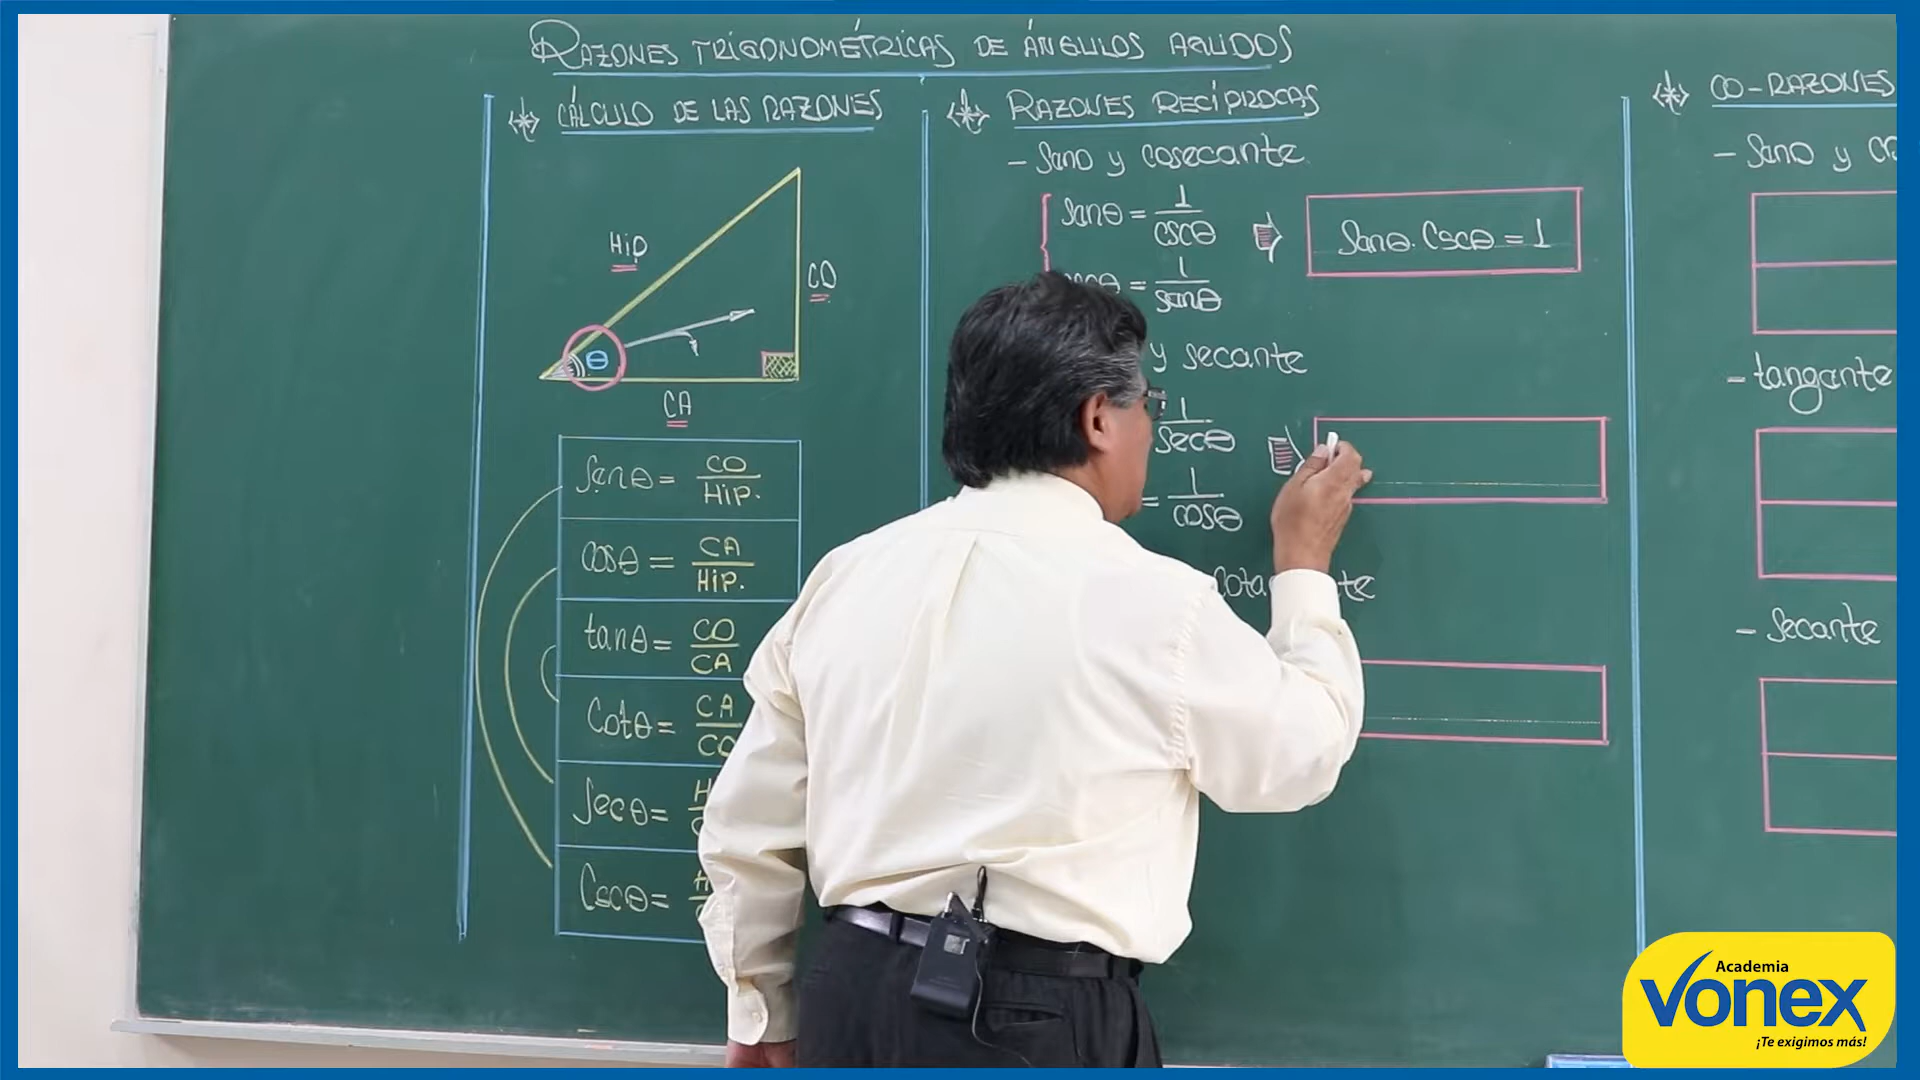 RAZONES TRIGONOMÉTRICAS DE ÁNGULOS AGUDOS
CÁLCULO DE LAS RAZONES
Hip
CO
θ
CA
Senθ = CO / Hip.
cosθ = CA / Hip.
tanθ = CO / CA
Cotθ = CA / CO
Secθ =
Cscθ =
RAZONES RECÍPROCAS
- Seno y cosecante
senθ = 1 / cscθ
Senθ.Cscθ = 1
= 1 / senθ
y secante
1 / secθ
= 1 / cosθ
CO-RAZONES
- Seno y
- tangente
- Secante
Academia
vonex
¡Te exigimos más!